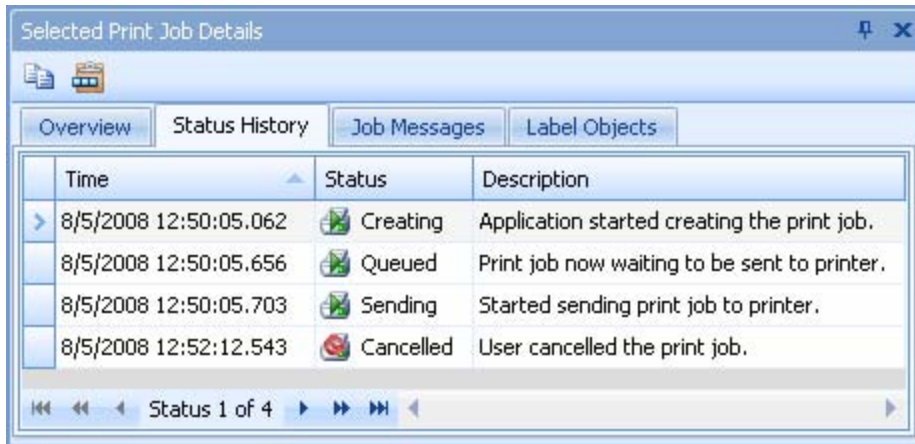 Selected Print Job Details
Overview Status History Job Messages Label Objects
Time Status Description
8/5/2008 12:50:05.062 Creating Application started creating the print job.
8/5/2008 12:50:05.656 Queued Print job now waiting to be sent to printer.
8/5/2008 12:50:05.703 Sending Started sending print job to printer.
8/5/2008 12:52:12.543 Cancelled User cancelled the print job.
Status 1 of 4